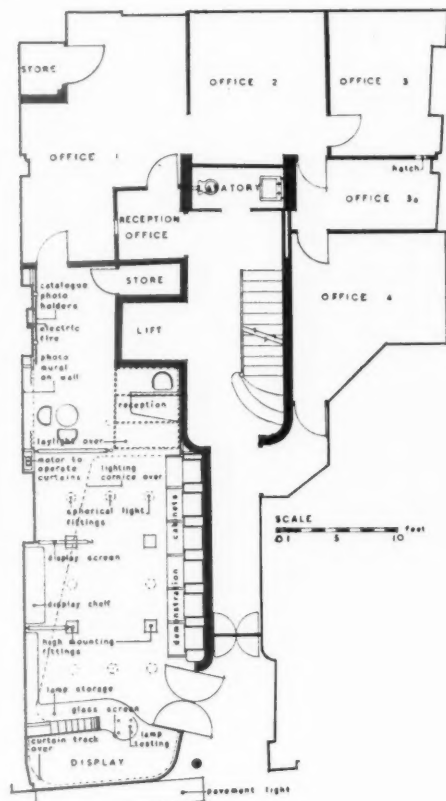 STORE
OFFICE 2
OFFICE 3
OFFICE 1
hatch
LAVATORY
OFFICE 3a
RECEPTION
OFFICE
STORE
OFFICE 4
catalogue
photo
holders
LIFT
electric
fire
photo
mural
on wall
reception
laylight over
motor to
operate
curtains
lighting
cornice over
spherical light
fittings
cabinets
SCALE
0 1 5 10 feet
display screen
display shelf
demonstration
high mounting
fittings
lamp storage
glass screen
curtain track
over
lamp
testing
DISPLAY
pavement light